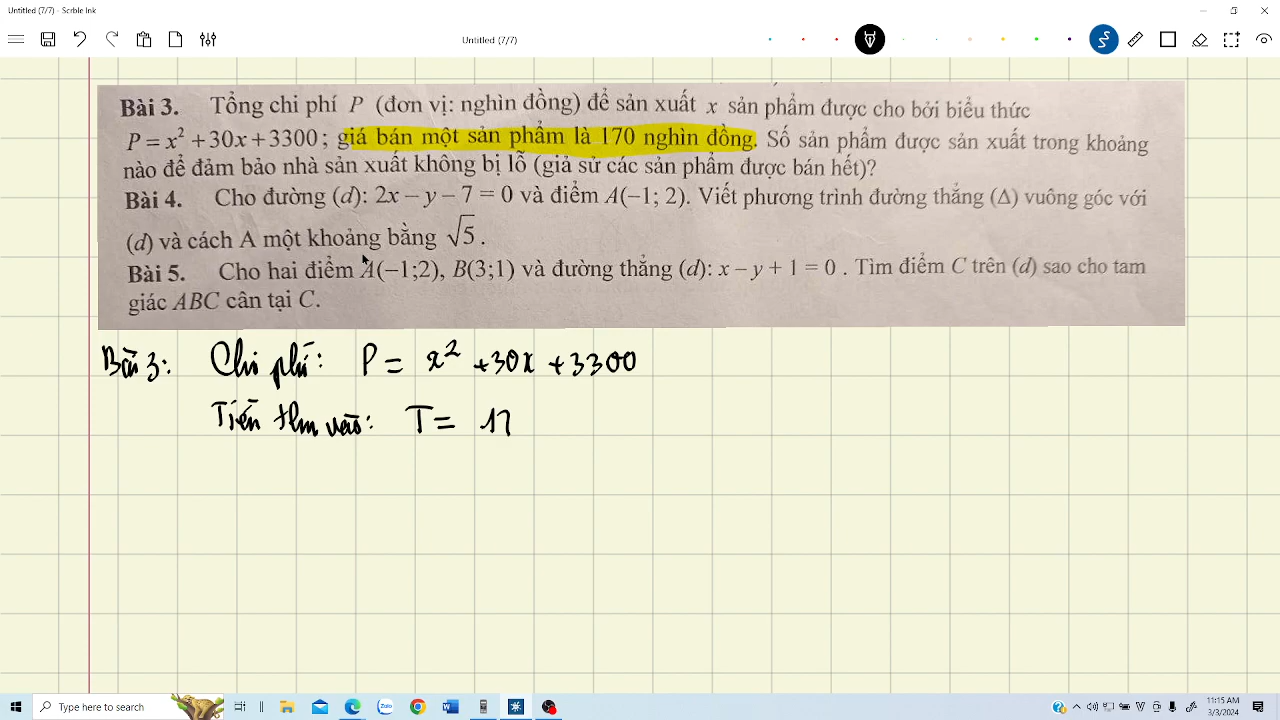 Untitled (7/7) - Scrble Ink
Untitled (7/7)
Bài 3. Tổng chi phí P (đơn vị: nghìn đồng) để sản xuất x sản phẩm được cho bởi biểu thức
P = x² + 30x + 3300 ; giá bán một sản phẩm là 170 nghìn đồng. Số sản phẩm được sản xuất trong khoảng
nào để đảm bảo nhà sản xuất không bị lỗ (giả sử các sản phẩm được bán hết)?
Bài 4. Cho đường (d): 2x – y – 7 = 0 và điểm A(−1; 2). Viết phương trình đường thẳng (Δ) vuông góc với
(d) và cách A một khoảng bằng √5 .
Bài 5. Cho hai điểm A(−1;2), B(3;1) và đường thẳng (d): x – y + 1 = 0 . Tìm điểm C trên (d) sao cho tam
giác ABC cân tại C.
Bài 3: Chi phí: P = x² + 30x + 3300
Tiền thu vào: T = 17
Type here to search
Zalo
11:15 AM
3/3/2024